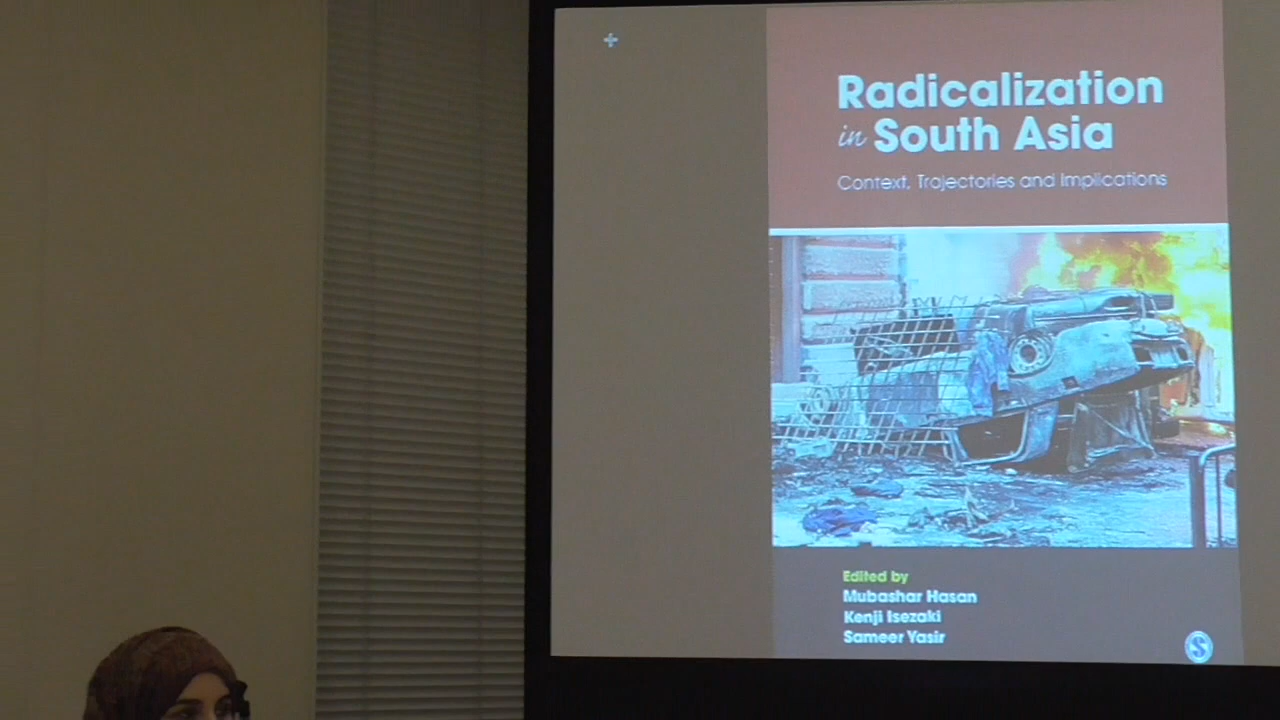 Radicalization
in South Asia
Context, Trajectories and Implications
Edited by
Mubashar Hasan
Kenji Isezaki
Sameer Yasir
S